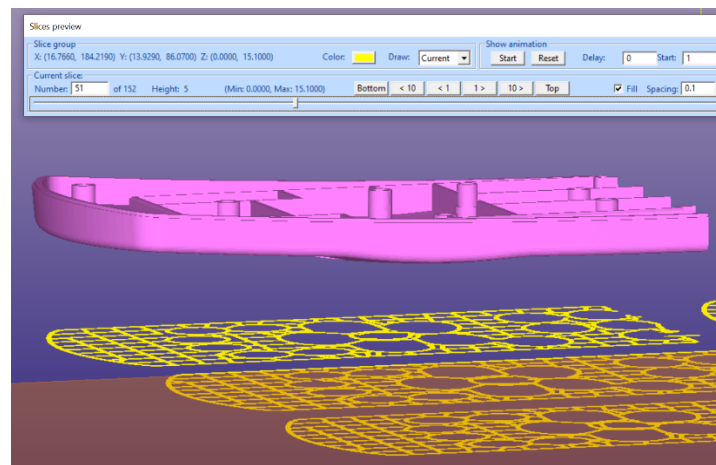 Slices preview
Slice group
X: (16.7660, 184.2190) Y: (13.9290, 86.0700) Z: (0.0000, 15.1000) Color: Draw: Current
Show animation
Start Reset Delay: 0 Start: 1
Current slice:
Number: 51 of 152 Height: 5 (Min: 0.0000, Max: 15.1000) Bottom < 10 < 1 1 > 10 > Top Fill Spacing: 0.1